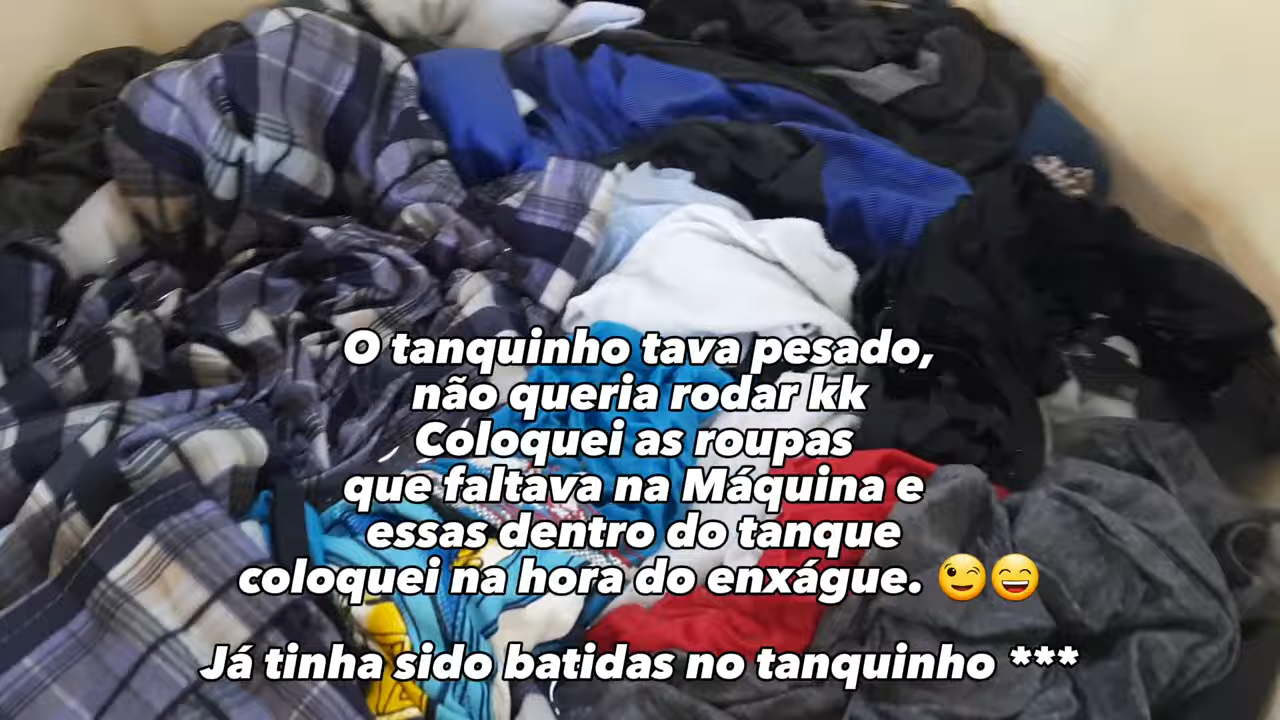 O tanquinho tava pesado,
não queria rodar kk
Coloquei as roupas
que faltava na Máquina e
essas dentro do tanque
coloquei na hora do enxágue. 😉😄
Já tinha sido batidas no tanquinho ***